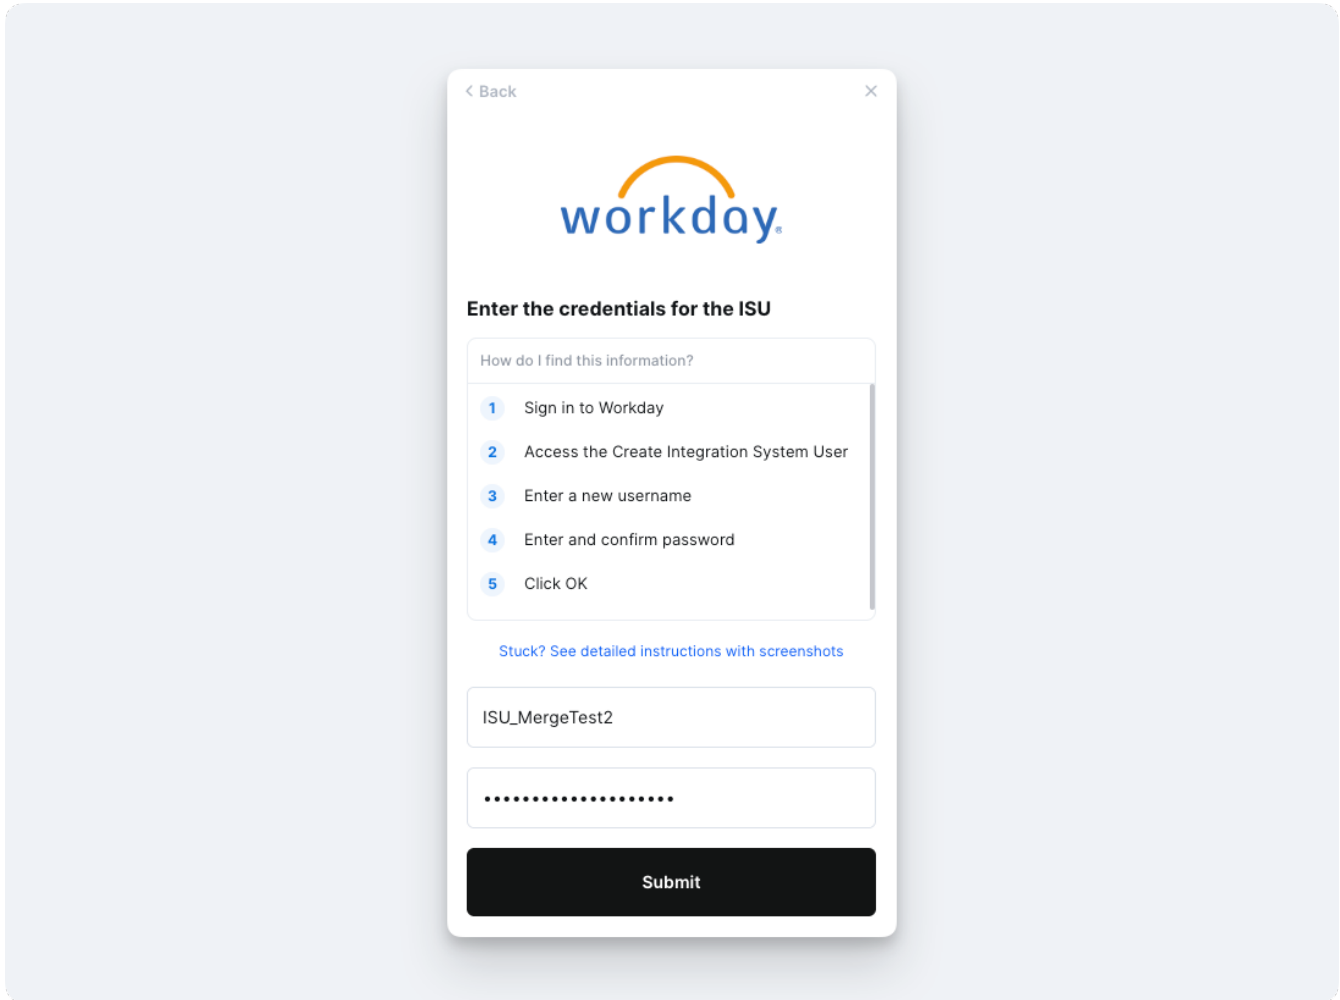 Back
workday®
Enter the credentials for the ISU
How do I find this information?
1 Sign in to Workday
2 Access the Create Integration System User
3 Enter a new username
4 Enter and confirm password
5 Click OK
Stuck? See detailed instructions with screenshots
ISU_MergeTest2
••••••••••••••••••••
Submit